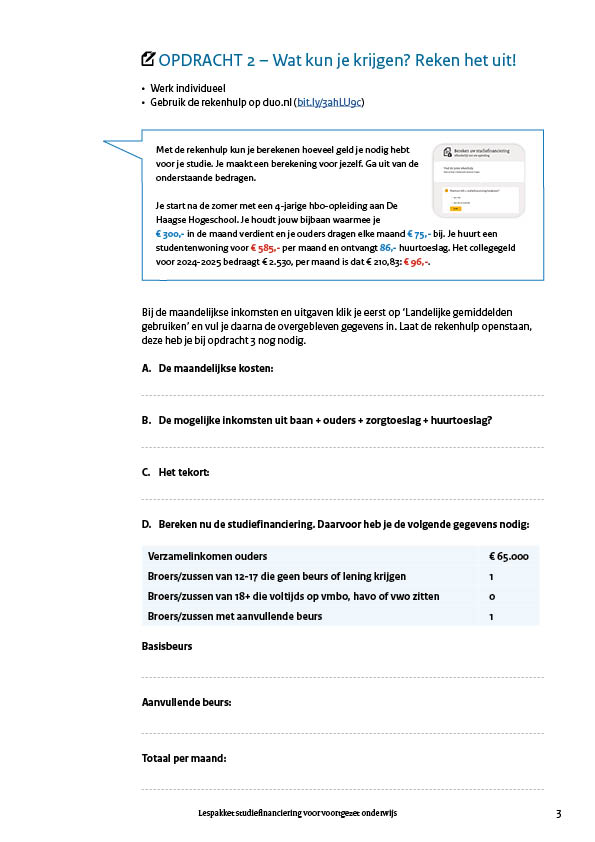 OPDRACHT 2 – Wat kun je krijgen? Reken het uit!
• Werk individueel
• Gebruik de rekenhulp op duo.nl (bit.ly/3ahLU9c)
Met de rekenhulp kun je berekenen hoeveel geld je nodig hebt
voor je studie. Je maakt een berekening voor jezelf. Ga uit van de
onderstaande bedragen.
Bereken uw studiefinanciering
Je start na de zomer met een 4-jarige hbo-opleiding aan De
Haagse Hogeschool. Je houdt jouw bijbaan waarmee je
€ 300,- in de maand verdient en je ouders dragen elke maand € 75,- bij. Je huurt een
studentenwoning voor € 585,- per maand en ontvangt 86,- huurtoeslag. Het collegegeld
voor 2024-2025 bedraagt € 2.530, per maand is dat € 210,83: € 96,-.
Bij de maandelijkse inkomsten en uitgaven klik je eerst op ‘Landelijke gemiddelden
gebruiken’ en vul je daarna de overgebleven gegevens in. Laat de rekenhulp openstaan,
deze heb je bij opdracht 3 nog nodig.
A. De maandelijkse kosten:
B. De mogelijke inkomsten uit baan + ouders + zorgtoeslag + huurtoeslag?
C. Het tekort:
D. Bereken nu de studiefinanciering. Daarvoor heb je de volgende gegevens nodig:
Verzamelinkomen ouders € 65.000
Broers/zussen van 12-17 die geen beurs of lening krijgen 1
Broers/zussen van 18+ die voltijds op vmbo, havo of vwo zitten 0
Broers/zussen met aanvullende beurs 1
Basisbeurs
Aanvullende beurs:
Totaal per maand:
Lespakket studiefinanciering voor voortgezet onderwijs 3